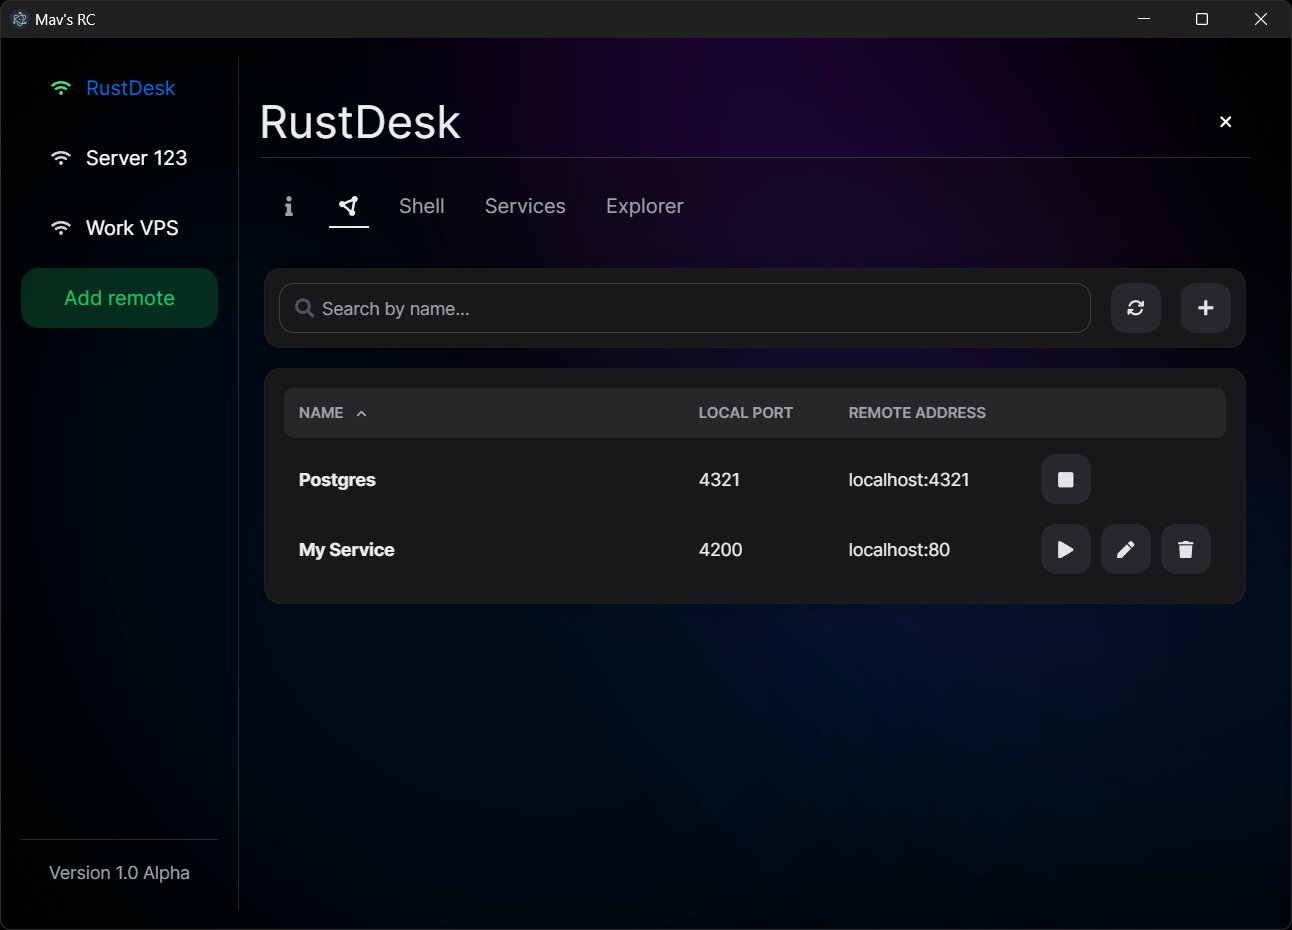 Mav's RC
RustDesk
Server 123
Work VPS
Add remote
Version 1.0 Alpha
RustDesk
Shell Services Explorer
Search by name...
NAME LOCAL PORT REMOTE ADDRESS
Postgres 4321 localhost:4321
My Service 4200 localhost:80